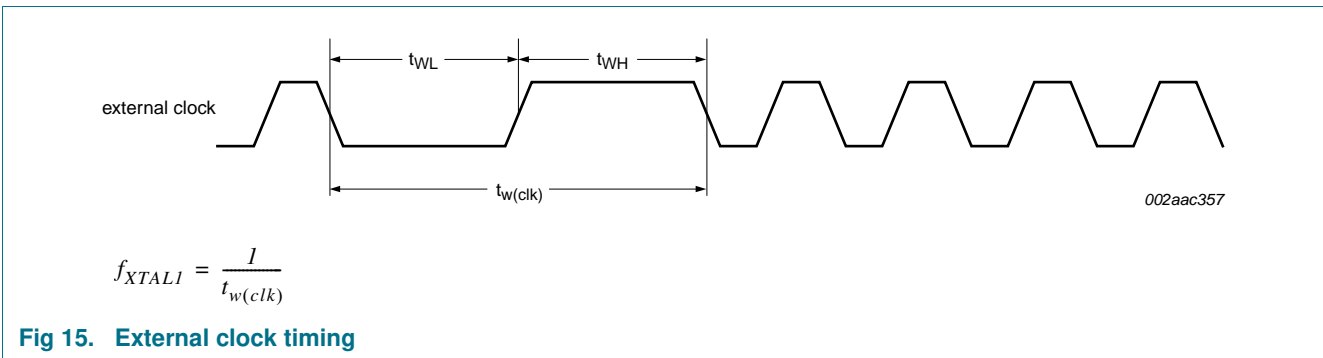 t_WL t_WH
external clock
t_w(clk)
002aac357
f_XTAL1 = 1 / t_w(clk)
Fig 15. External clock timing